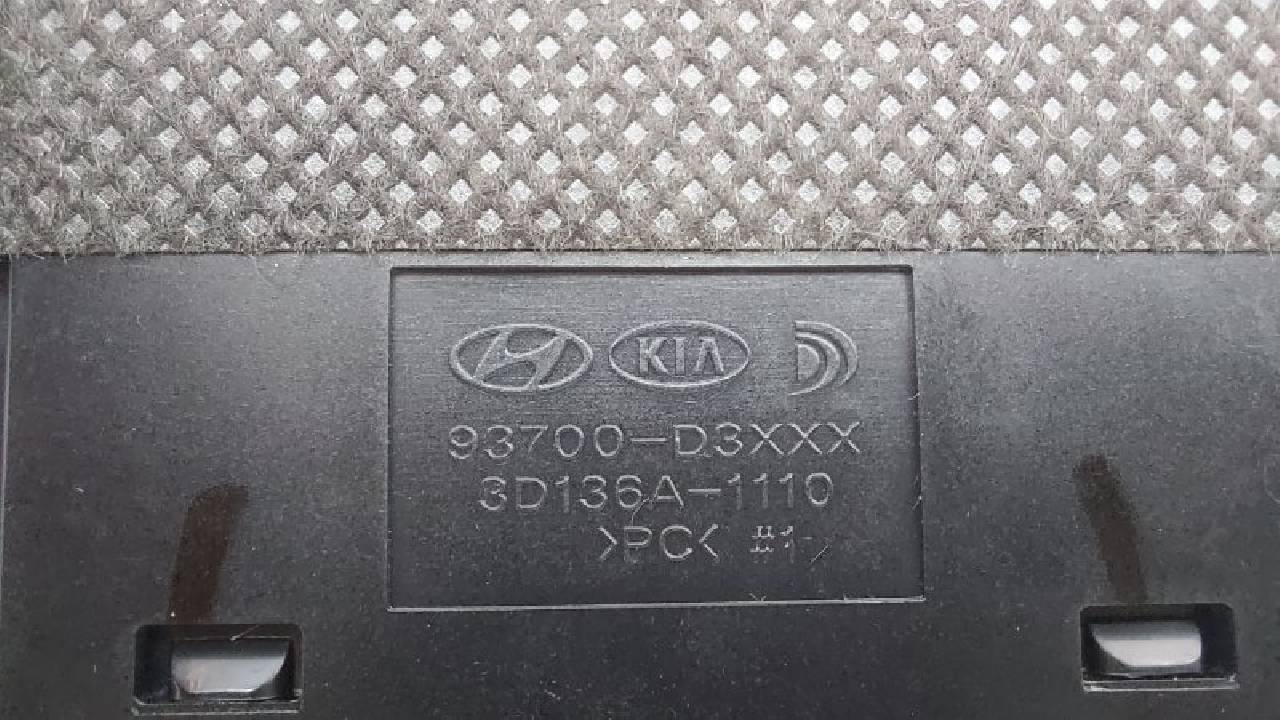 KIA
93700-D3XXX
3D136A-1110
>PC< #1